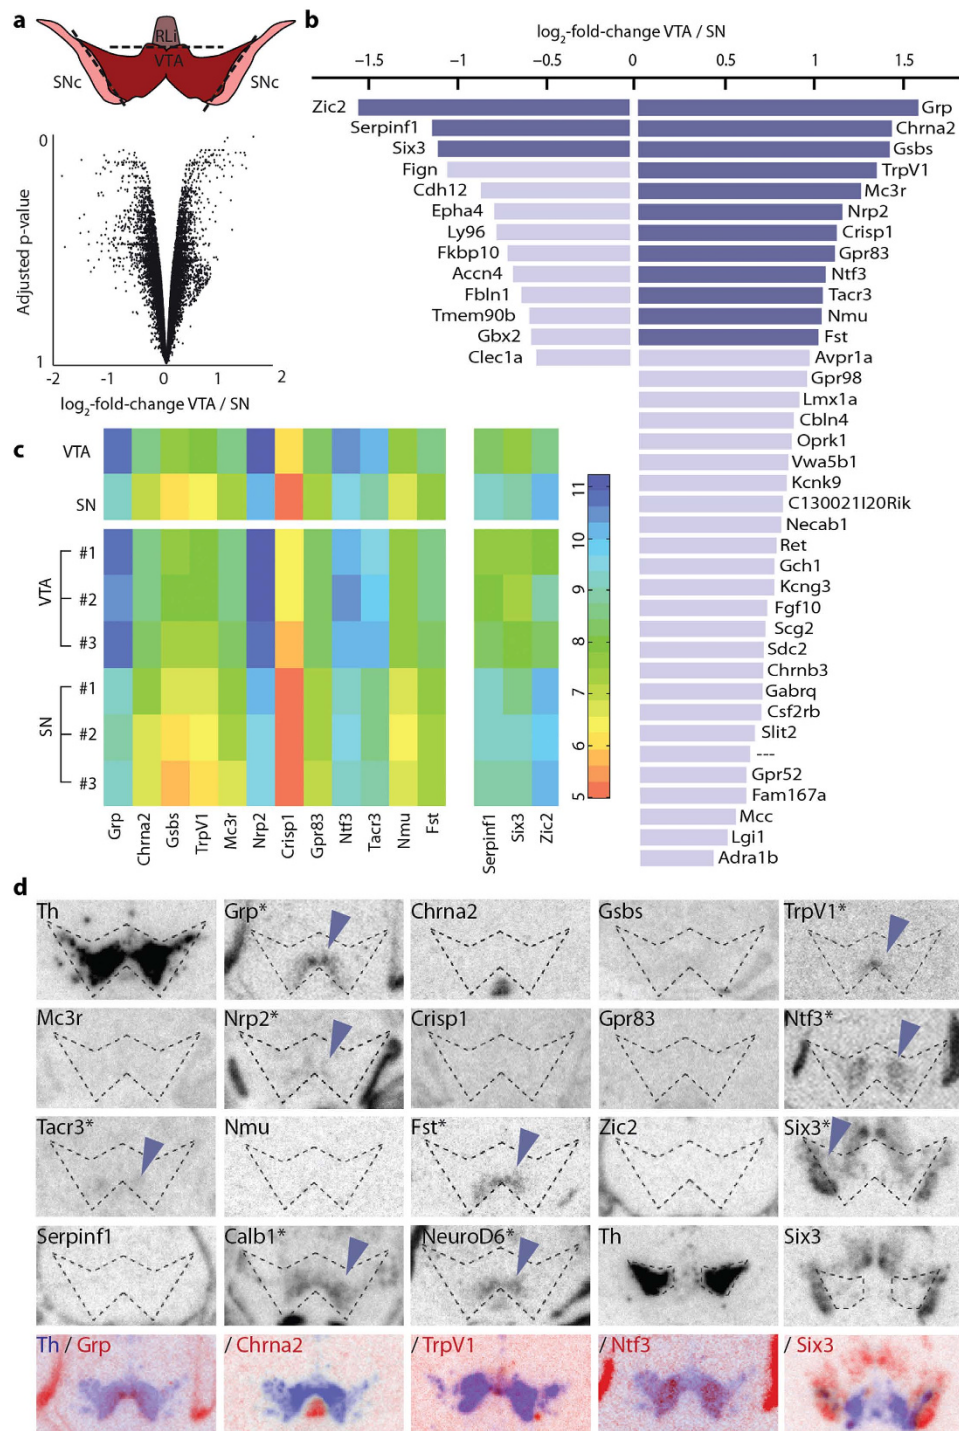 a
RLi
VTA
SNc
SNc
0
Adjusted p-value
1
-2
-1
0
1
2
log2-fold-change VTA / SN
b
log2-fold-change VTA / SN
−1.5
−1
−0.5
0
0.5
1
1.5
Zic2
Serpinf1
Six3
Fign
Cdh12
Epha4
Ly96
Fkbp10
Accn4
Fbln1
Tmem90b
Gbx2
Clec1a
Grp
Chrna2
Gsbs
TrpV1
Mc3r
Nrp2
Crisp1
Gpr83
Ntf3
Tacr3
Nmu
Fst
Avpr1a
Gpr98
Lmx1a
Cbln4
Oprk1
Vwa5b1
Kcnk9
C130021I20Rik
Necab1
Ret
Gch1
Kcng3
Fgf10
Scg2
Sdc2
Chrnb3
Gabrq
Csf2rb
Slit2
---
Gpr52
Fam167a
Mcc
Lgi1
Adra1b
c
VTA
SN
VTA
#1
#2
#3
SN
#1
#2
#3
Grp
Chrna2
Gsbs
TrpV1
Mc3r
Nrp2
Crisp1
Gpr83
Ntf3
Tacr3
Nmu
Fst
Serpinf1
Six3
Zic2
11
10
9
8
7
6
5
d
Th
Grp*
Chrna2
Gsbs
TrpV1*
Mc3r
Nrp2*
Crisp1
Gpr83
Ntf3*
Tacr3*
Nmu
Fst*
Zic2
Six3*
Serpinf1
Calb1*
NeuroD6*
Th
Six3
Th / Grp
/ Chrna2
/ TrpV1
/ Ntf3
/ Six3